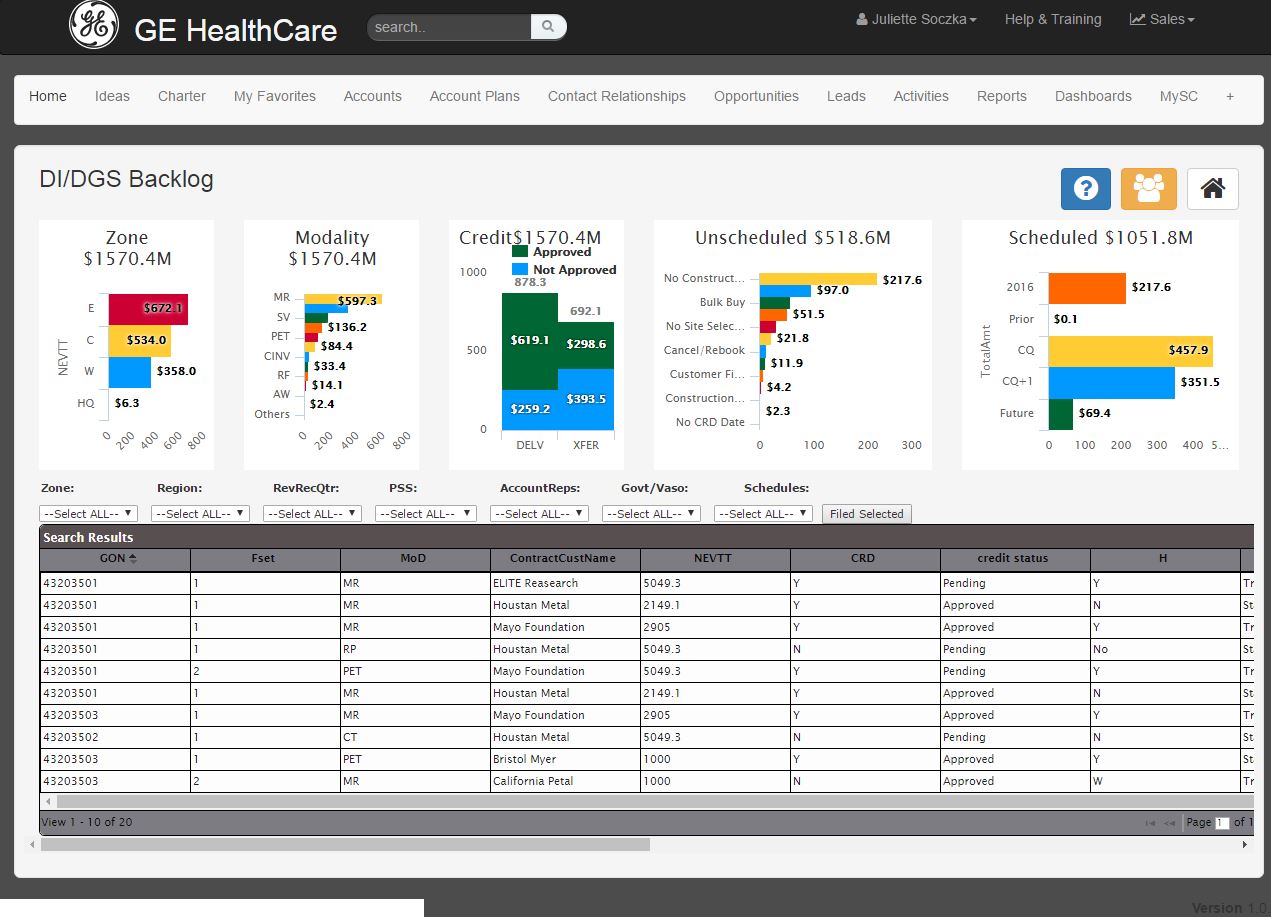 GE HealthCare
search..
Juliette Soczka
Help & Training
Sales
Home Ideas Charter My Favorites Accounts Account Plans Contact Relationships Opportunities Leads Activities Reports Dashboards MySC +
DI/DGS Backlog
Zone
$1570.4M
NEVTT
E $672.1
C $534.0
W $358.0
HQ $6.3
0 200 400 600 800
Modality
$1570.4M
MR $597.3
SV $136.2
PET $84.4
CINV $33.4
RF $14.1
AW $2.4
Others
0 200 400 600 800
Credit$1570.4M
Approved
Not Approved
1000
500
0
878.3
692.1
$619.1 $298.6
$259.2 $393.5
DELV XFER
Unscheduled $518.6M
No Construct... $217.6
$97.0
Bulk Buy
$51.5
No Site Selec...
$21.8
Cancel/Rebook
$11.9
Customer Fi...
$4.2
Construction...
$2.3
No CRD Date
0 100 200 300
Scheduled $1051.8M
TotalAmt
2016 $217.6
Prior $0.1
CQ $457.9
CQ+1 $351.5
Future $69.4
0 100 200 300 400 5...
Zone: Region: RevRecQtr: PSS: AccountReps: Govt/Vaso: Schedules:
--Select ALL-- --Select ALL-- --Select ALL-- --Select ALL-- --Select ALL-- --Select ALL-- --Select ALL-- Filed Selected
Search Results
GON Fset MoD ContractCustName NEVTT CRD credit status H
43203501 1 MR ELITE Reasearch 5049.3 Y Pending Y Tr
43203501 1 MR Houstan Metal 2149.1 Y Approved N St
43203501 1 MR Mayo Foundation 2905 Y Approved Y Tr
43203501 1 RP Houstan Metal 5049.3 N Pending No St
43203501 2 PET Mayo Foundation 5049.3 Y Pending Y Tr
43203501 1 MR Houstan Metal 2149.1 Y Approved N St
43203503 1 MR Mayo Foundation 2905 Y Approved Y Tr
43203502 1 CT Houstan Metal 5049.3 N Pending N St
43203503 1 PET Bristol Myer 1000 Y Approved Y St
43203503 2 MR California Petal 1000 N Approved W Tr
View 1 - 10 of 20
Page 1 of 1
Version 1.0.